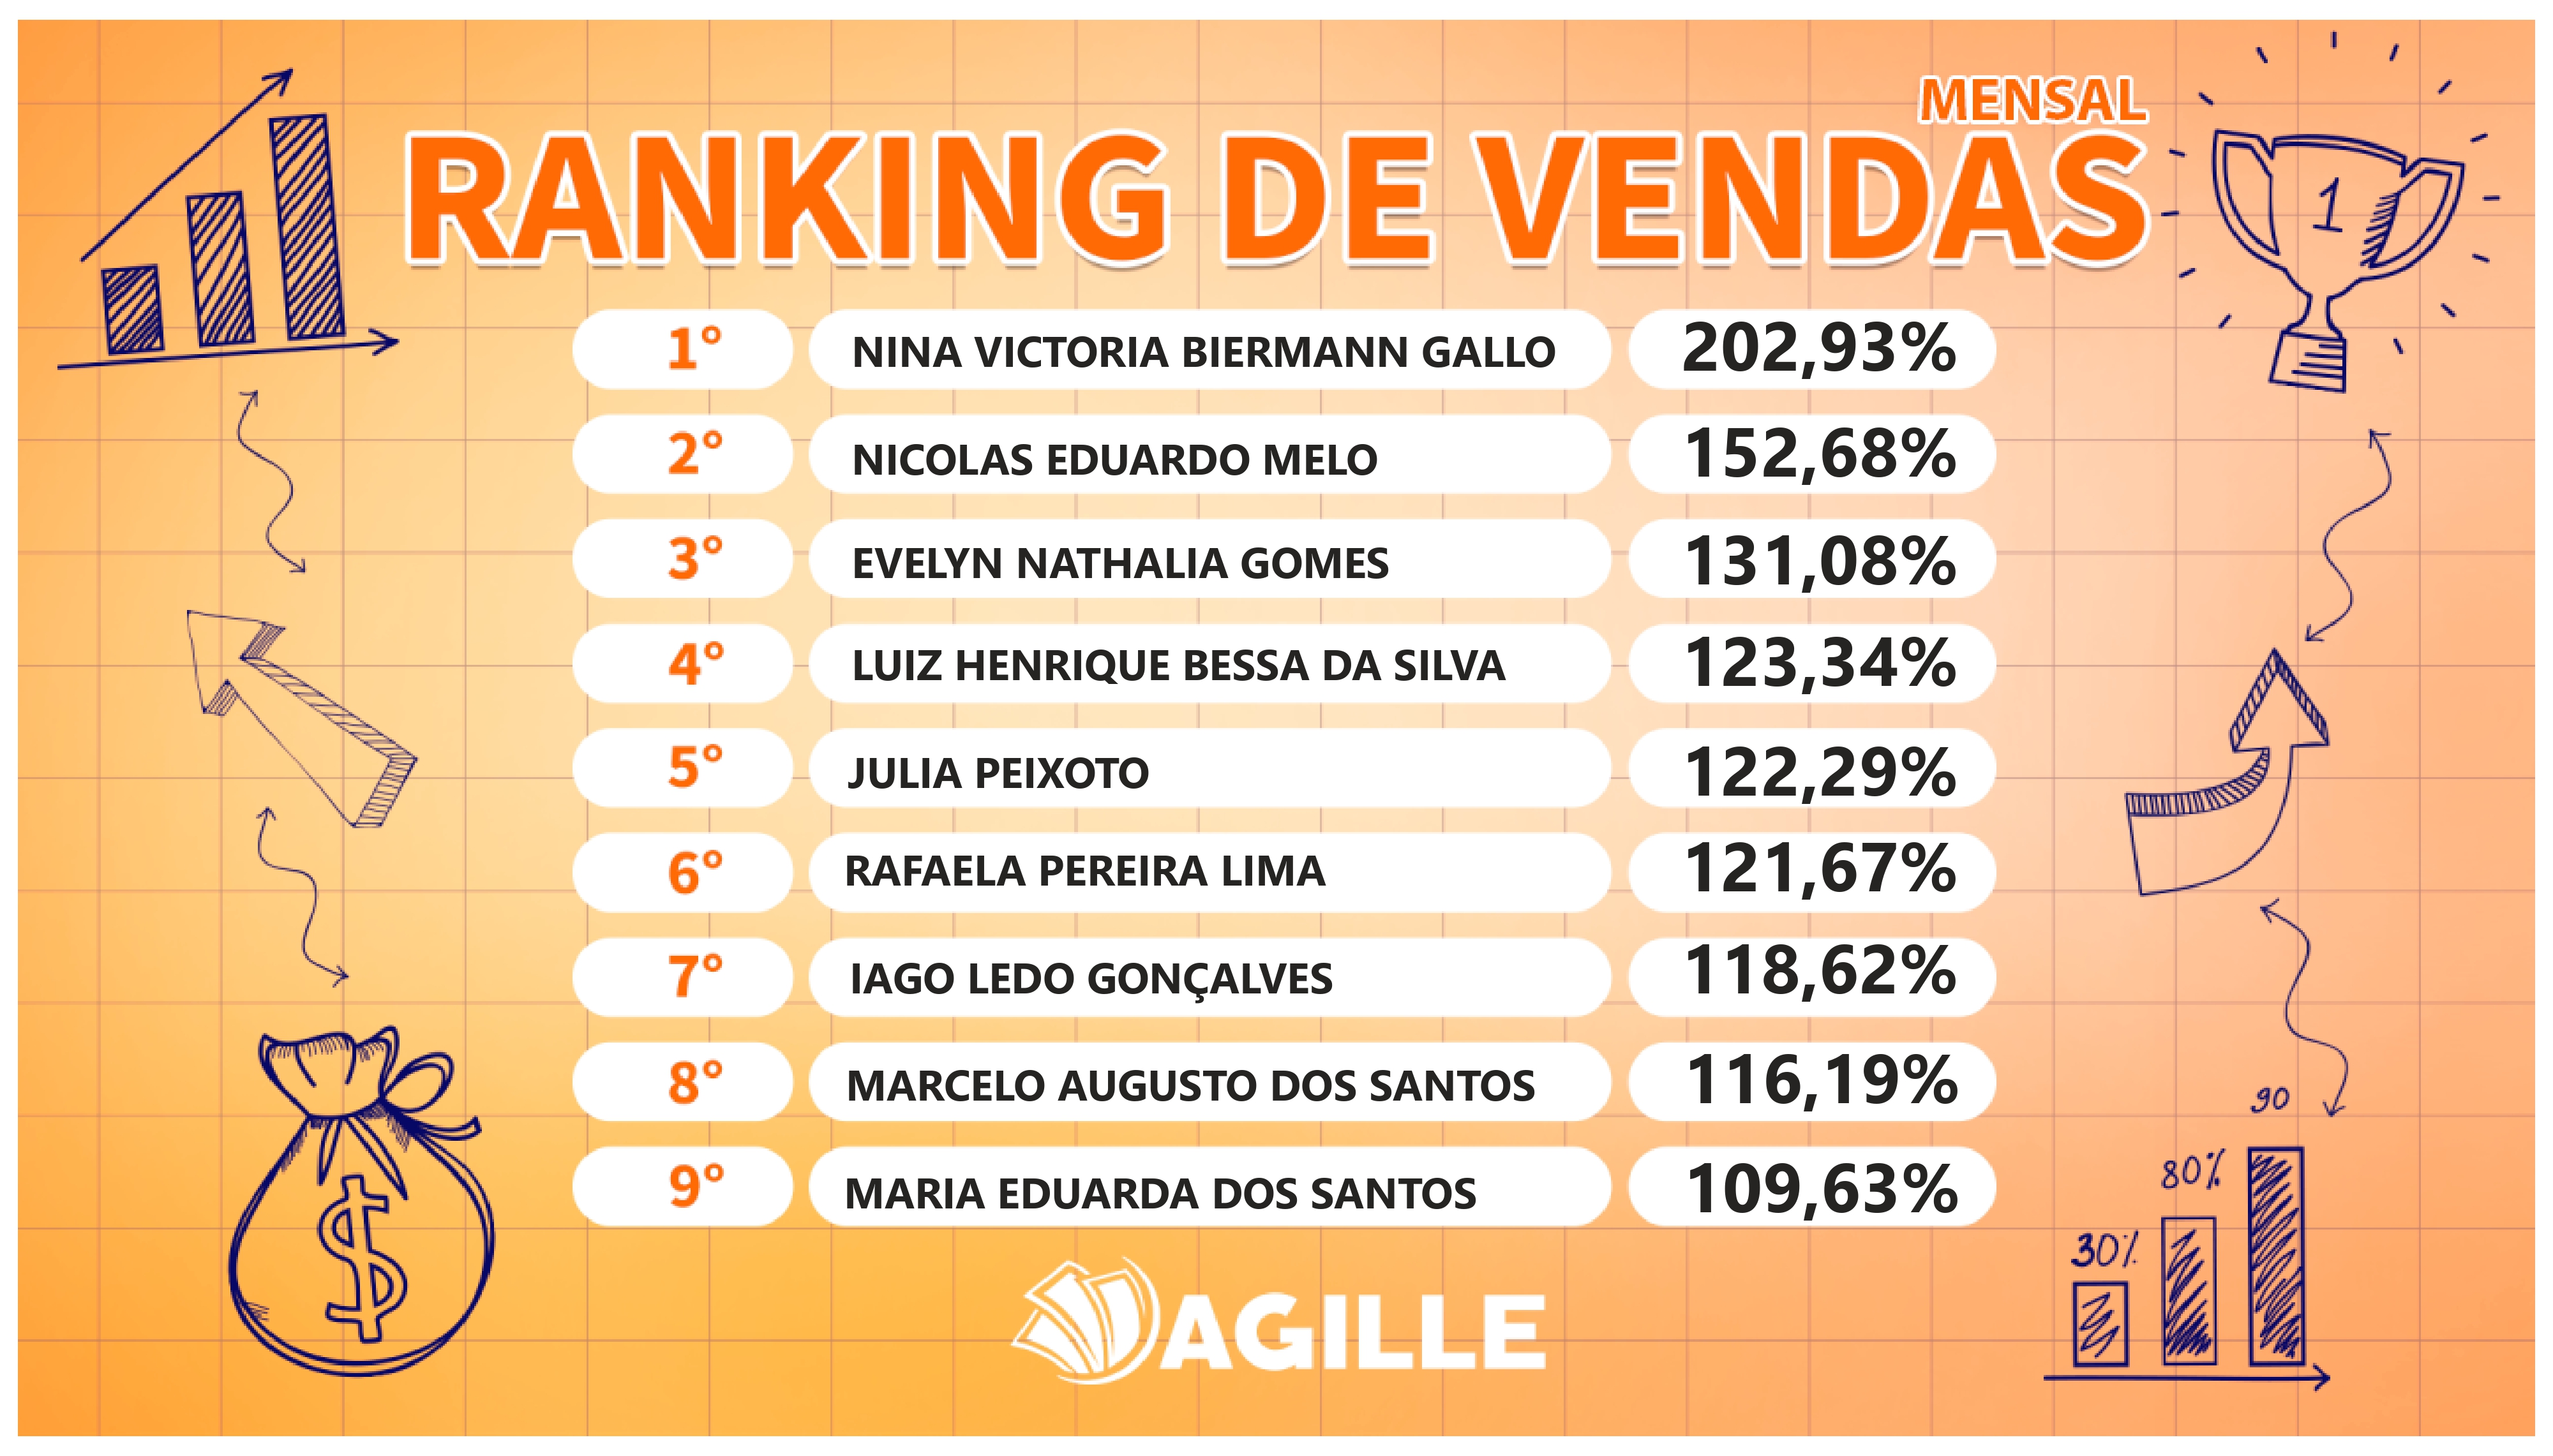 MENSAL
RANKING DE VENDAS
1
1° NINA VICTORIA BIERMANN GALLO 202,93%
2° NICOLAS EDUARDO MELO 152,68%
3° EVELYN NATHALIA GOMES 131,08%
4° LUIZ HENRIQUE BESSA DA SILVA 123,34%
5° JULIA PEIXOTO 122,29%
6° RAFAELA PEREIRA LIMA 121,67%
7° IAGO LEDO GONÇALVES 118,62%
8° MARCELO AUGUSTO DOS SANTOS 116,19%
9° MARIA EDUARDA DOS SANTOS 109,63%
$
90
80%
30%
AGILLE